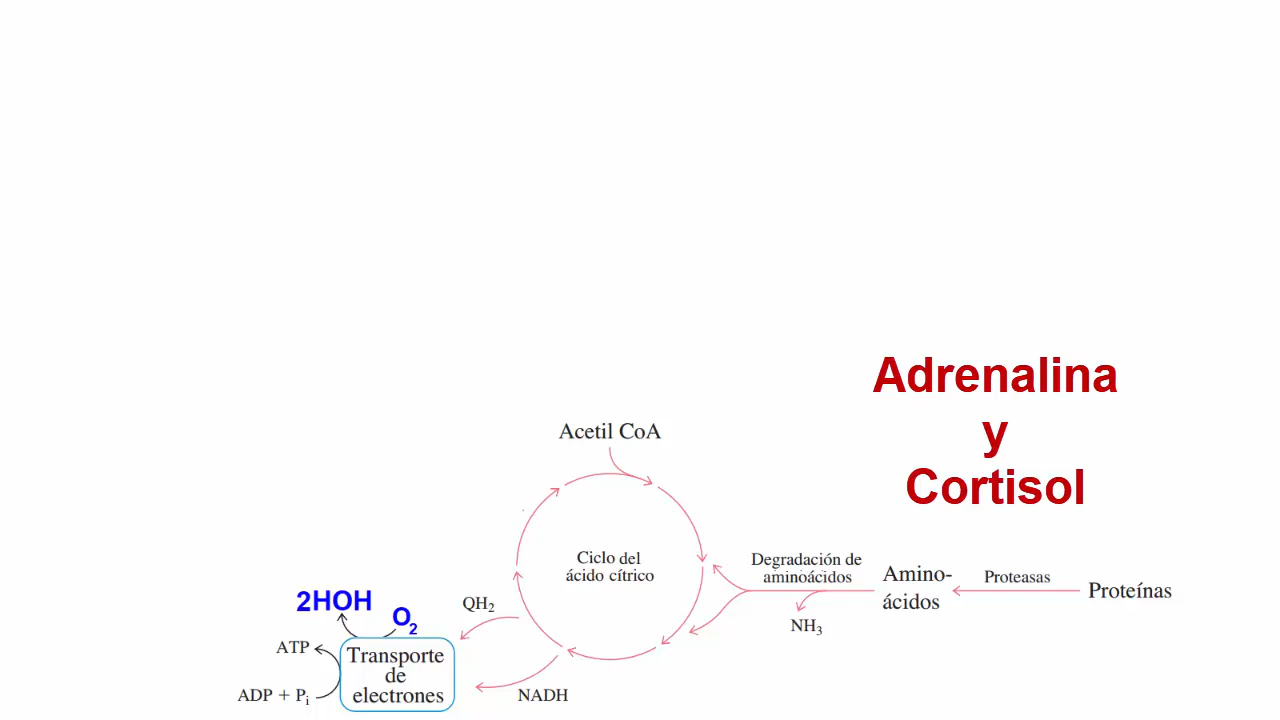 Adrenalina
y
Cortisol
Acetil CoA
Ciclo del
ácido cítrico
Degradación de
aminoácidos
NH3
Amino-
ácidos
Proteasas
Proteínas
2HOH
O2
QH2
NADH
ATP
ADP + Pi
Transporte
de
electrones